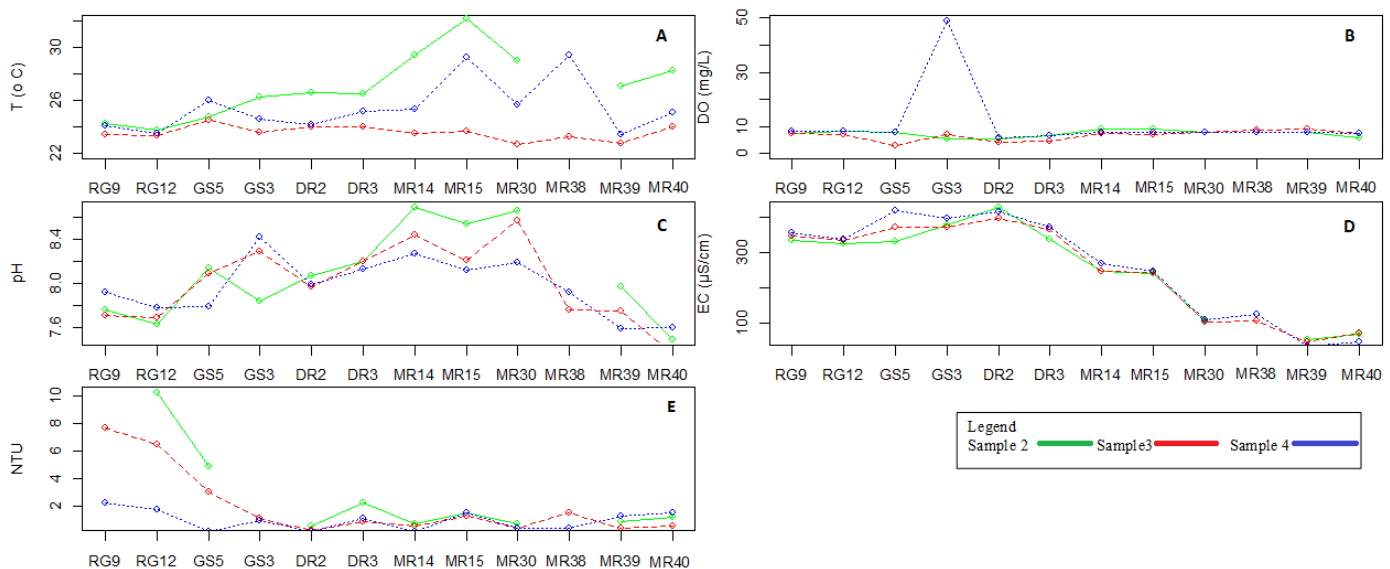 A
T (o C)
30
26
22
RG9 RG12 GS5 GS3 DR2 DR3 MR14 MR15 MR30 MR38 MR39 MR40
B
DO (mg/L)
50
30
10
0
RG9 RG12 GS5 GS3 DR2 DR3 MR14 MR15 MR30 MR38 MR39 MR40
C
pH
8.4
8.0
7.6
RG9 RG12 GS5 GS3 DR2 DR3 MR14 MR15 MR30 MR38 MR39 MR40
D
EC (µS/cm)
300
100
RG9 RG12 GS5 GS3 DR2 DR3 MR14 MR15 MR30 MR38 MR39 MR40
E
NTU
10
8
6
4
2
RG9 RG12 GS5 GS3 DR2 DR3 MR14 MR15 MR30 MR38 MR39 MR40
Legend
Sample 2 Sample3 Sample 4